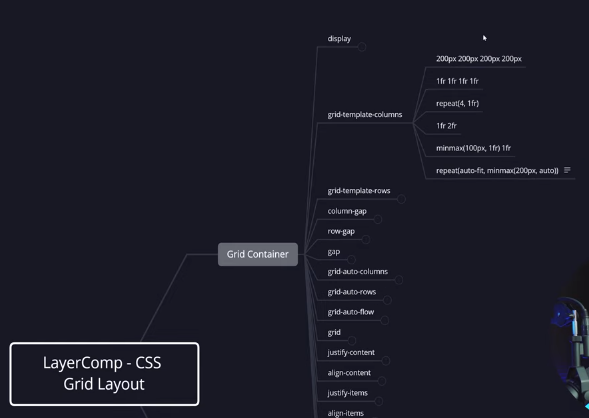 display
200px 200px 200px 200px
1fr 1fr 1fr 1fr
repeat(4, 1fr)
grid-template-columns
1fr 2fr
minmax(100px, 1fr) 1fr
repeat(auto-fit, minmax(200px, auto))
grid-template-rows
column-gap
row-gap
Grid Container
gap
grid-auto-columns
grid-auto-rows
grid-auto-flow
grid
justify-content
LayerComp - CSS
Grid Layout
align-content
justify-items
align-items